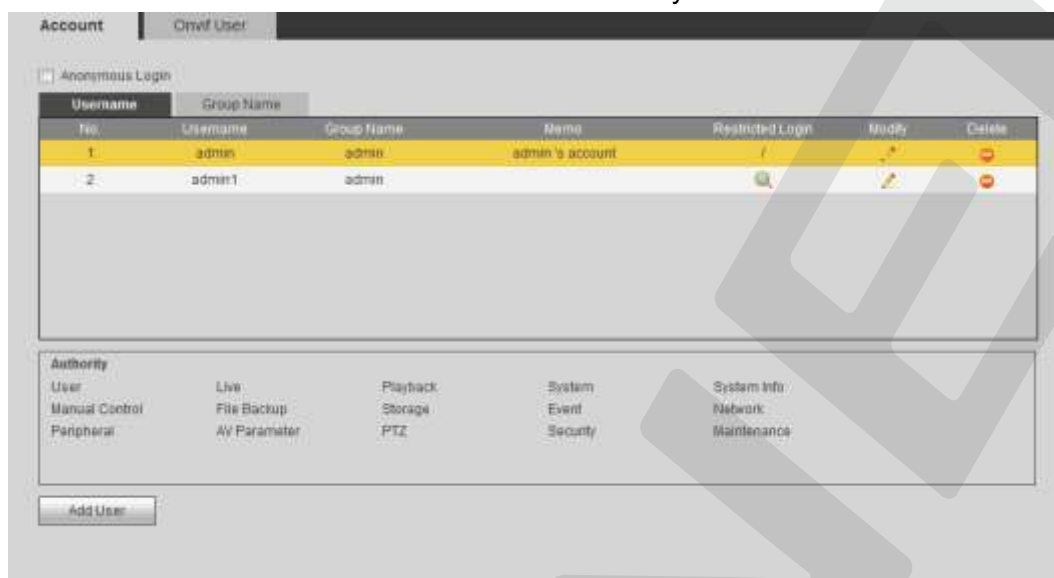 Account Onvif User
Anonymous Login
Username Group Name
No. Username Group Name Memo Restricted Login Modify Delete
1 admin admin admin 's account /
2 admin1 admin
Authority
User Live Playback System System Info
Manual Control File Backup Storage Event Network
Peripheral AV Parameter PTZ Security Maintenance
Add User